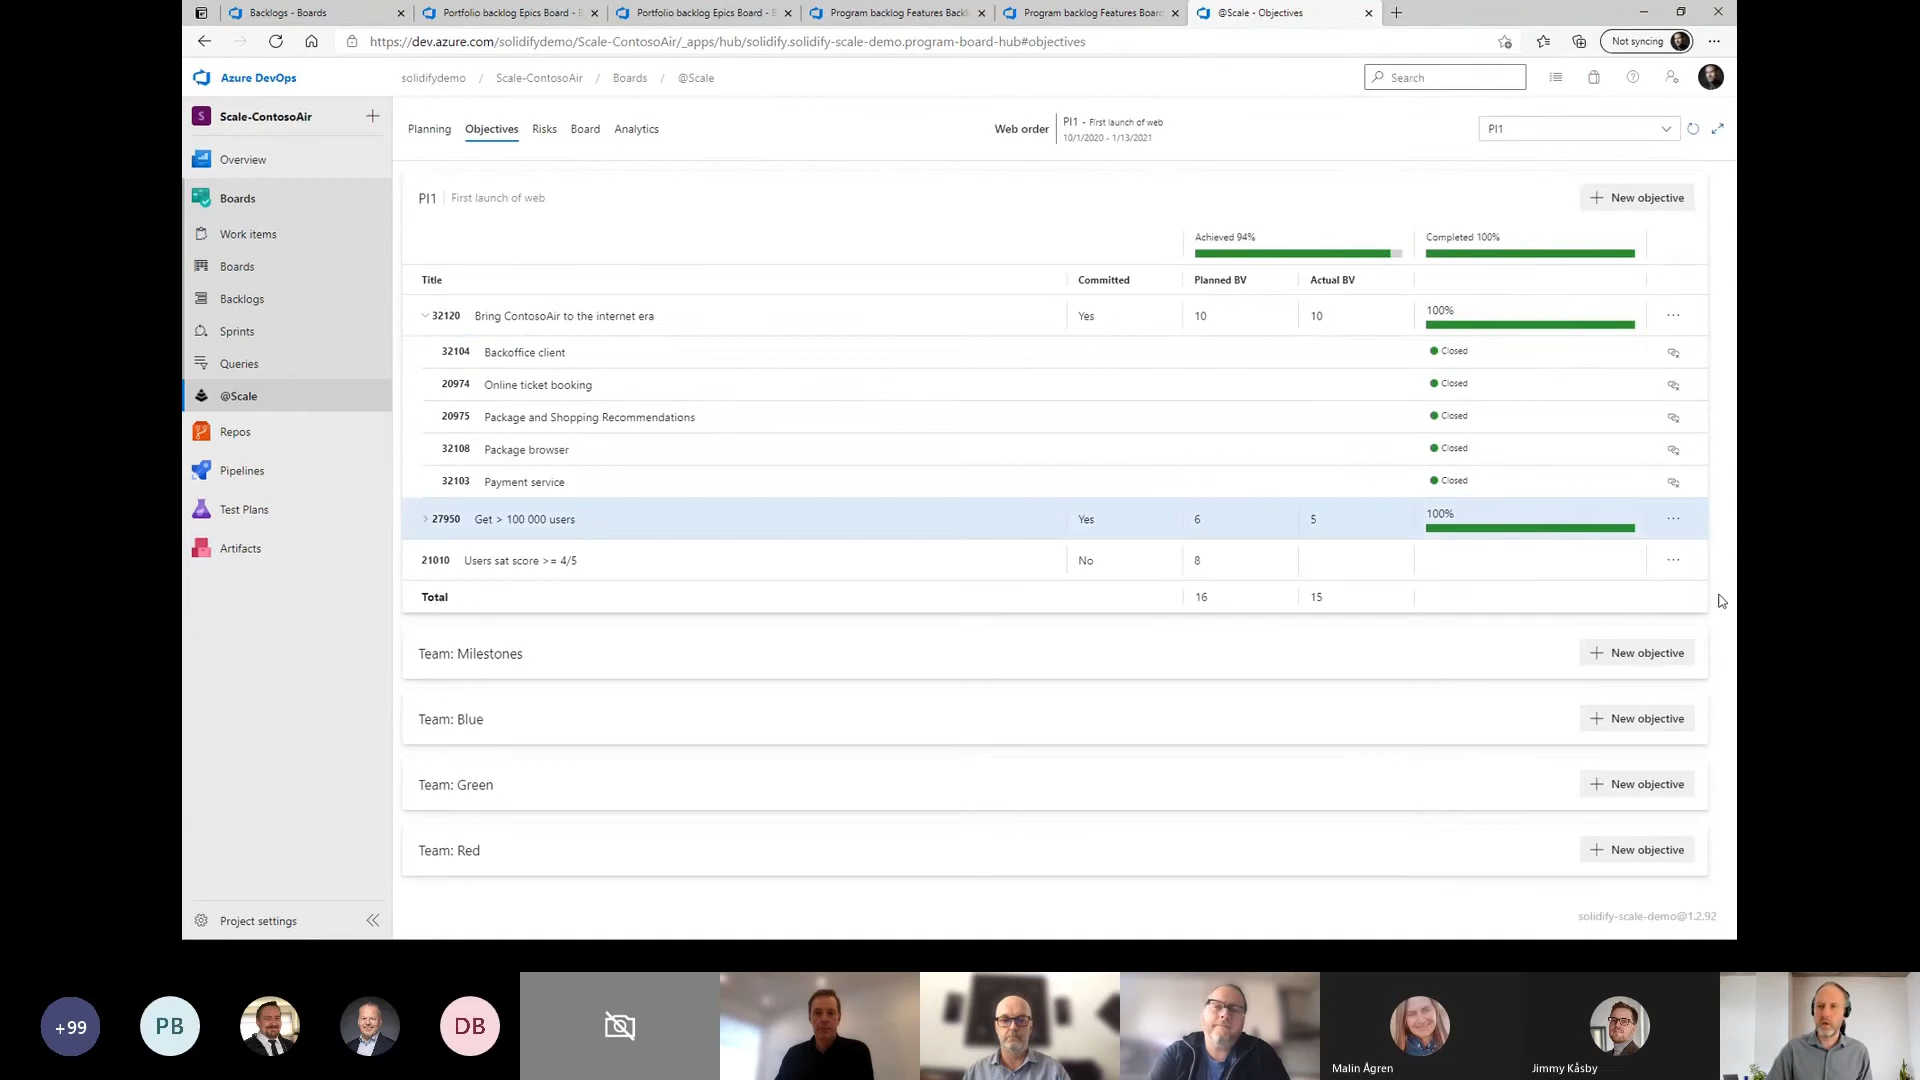 Backlogs - Boards
Portfolio backlog Epics Board - E
Portfolio backlog Epics Board - E
Program backlog Features Backl
Program backlog Features Board
@Scale - Objectives
https://dev.azure.com/solidifydemo/Scale-ContosoAir/_apps/hub/solidify.solidify-scale-demo.program-board-hub#objectives
Not syncing
Azure DevOps
solidifydemo / Scale-ContosoAir / Boards / @Scale
Search
S Scale-ContosoAir
Overview
Boards
Work items
Boards
Backlogs
Sprints
Queries
@Scale
Repos
Pipelines
Test Plans
Artifacts
Project settings
Planning Objectives Risks Board Analytics
Web order
PI1 - First launch of web
10/1/2020 - 1/13/2021
PI1
PI1 First launch of web
New objective
Achieved 94% Completed 100%
Title Committed Planned BV Actual BV
32120 Bring ContosoAir to the internet era Yes 10 10 100%
32104 Backoffice client Closed
20974 Online ticket booking Closed
20975 Package and Shopping Recommendations Closed
32108 Package browser Closed
32103 Payment service Closed
27950 Get > 100 000 users Yes 6 5 100%
21010 Users sat score >= 4/5 No 8
Total 16 15
Team: Milestones New objective
Team: Blue New objective
Team: Green New objective
Team: Red New objective
solidify-scale-demo@1.2.92
+99
PB
DB
Malin Ågren
Jimmy Kåsby